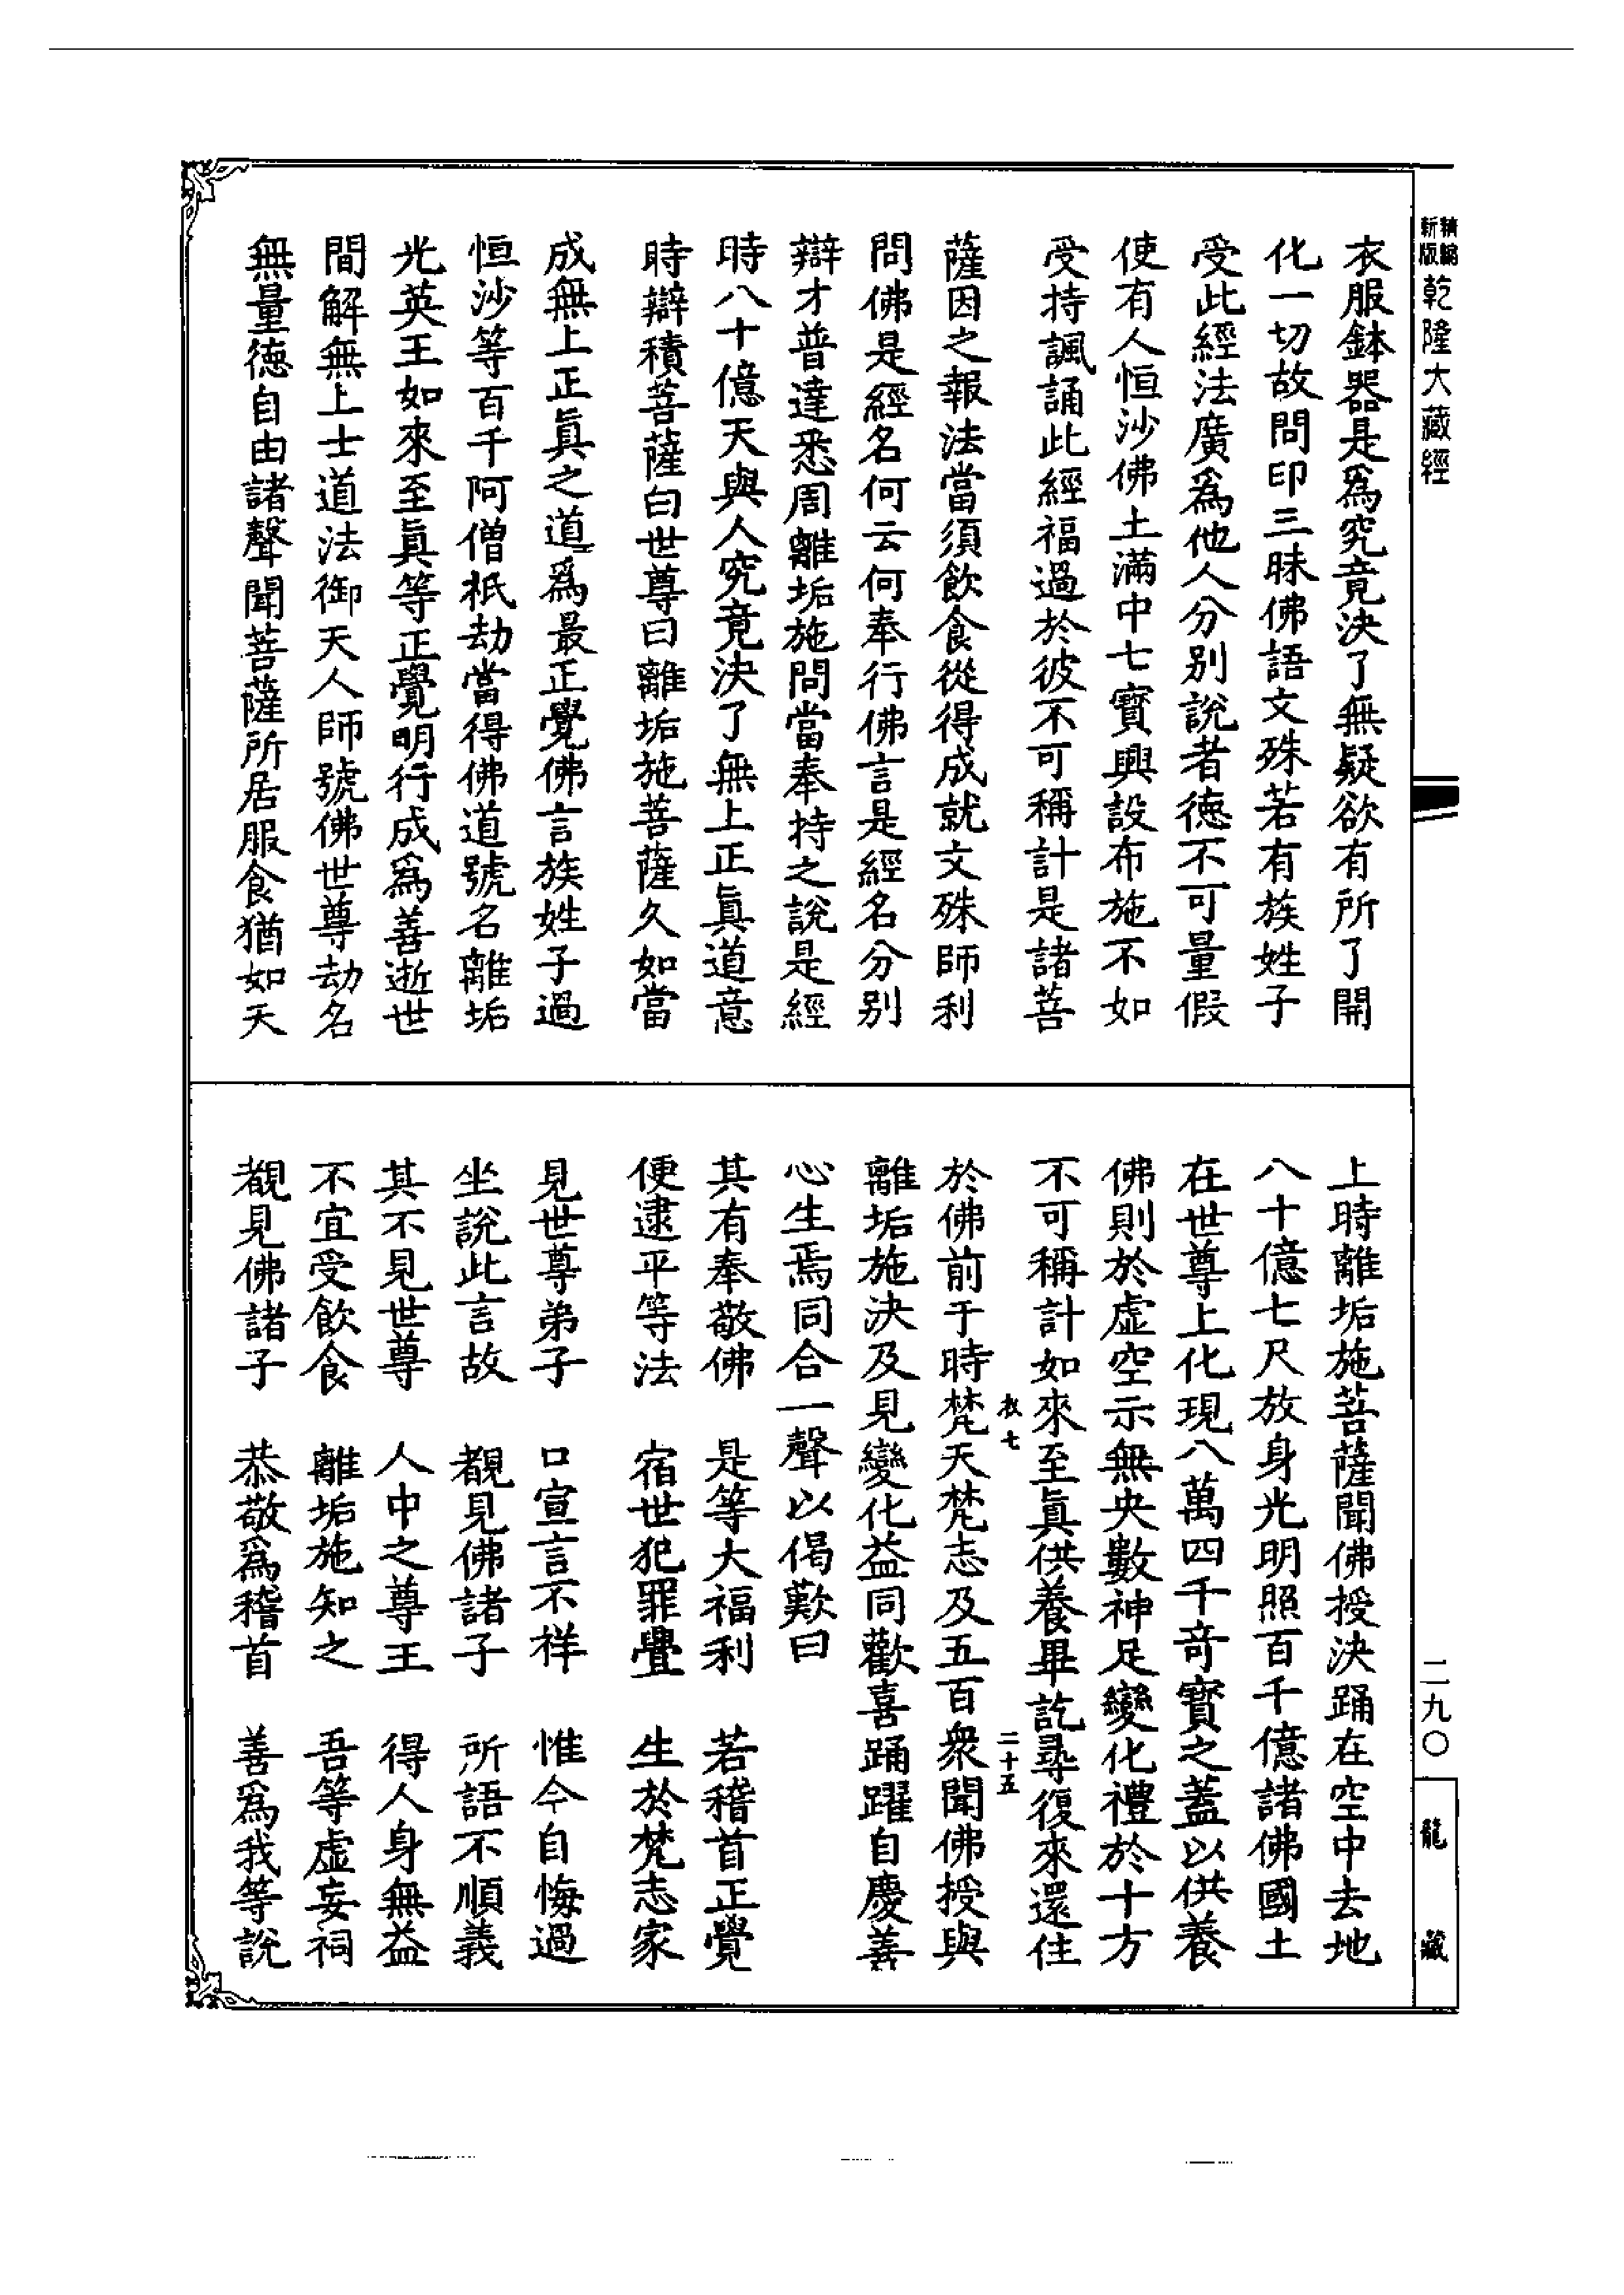 精編
新版
乾隆大藏經
衣服鉢器是爲究竟決了無疑欲有所了開
化一切故問印三昧佛語文殊若有族姓子
受此經法廣爲他人分別說者德不可量假
使有人恒沙佛土滿中七寳興設布施不如
受持諷誦此經福過於彼不可稱計是諸菩
薩因之報法當須飲食從得成就文殊師利
問佛是經名何云何奉行佛言是經名分別
辯才普達悉周離垢施問當奉持之說是經
時八十億天與人究竟決了無上正眞道意
時辯積菩薩白世尊曰離垢施菩薩久如當
成無上正眞之道爲最正覺佛言族姓子過
恒沙等百千阿僧祇劫當得佛道號名離垢
光英王如來至眞等正覺明行成爲善逝世
間解無上士道法御天人師號佛世尊劫名
無量德自由諸聲聞菩薩所居服食猶如天
上時離垢施菩薩聞佛授決踊在空中去地
八十億七尺放身光明照百千億諸佛國土
在世尊上化現八萬四千奇寳之蓋以供養
佛則於虛空示無央數神足變化禮於十方
不可稱計如來至眞供養畢訖尋復來還住
衣七
二十五
於佛前于時梵天梵志及五百衆聞佛授與
離垢施決及見變化益同歡喜踊躍自慶善
心生焉同合一聲以偈歎曰
其有奉敬佛　是等大福利　若稽首正覺
便逮平等法　宿世犯罪舋　生於梵志家
見世尊弟子　口宣言不祥　惟今自悔過
坐說此言故　覩見佛諸子　所語不順義
其不見世尊　人中之尊王　得人身無益
不宜受飲食　離垢施知之　吾等虛妄祠
覩見佛諸子　恭敬爲稽首　善爲我等說
二九〇
龍藏